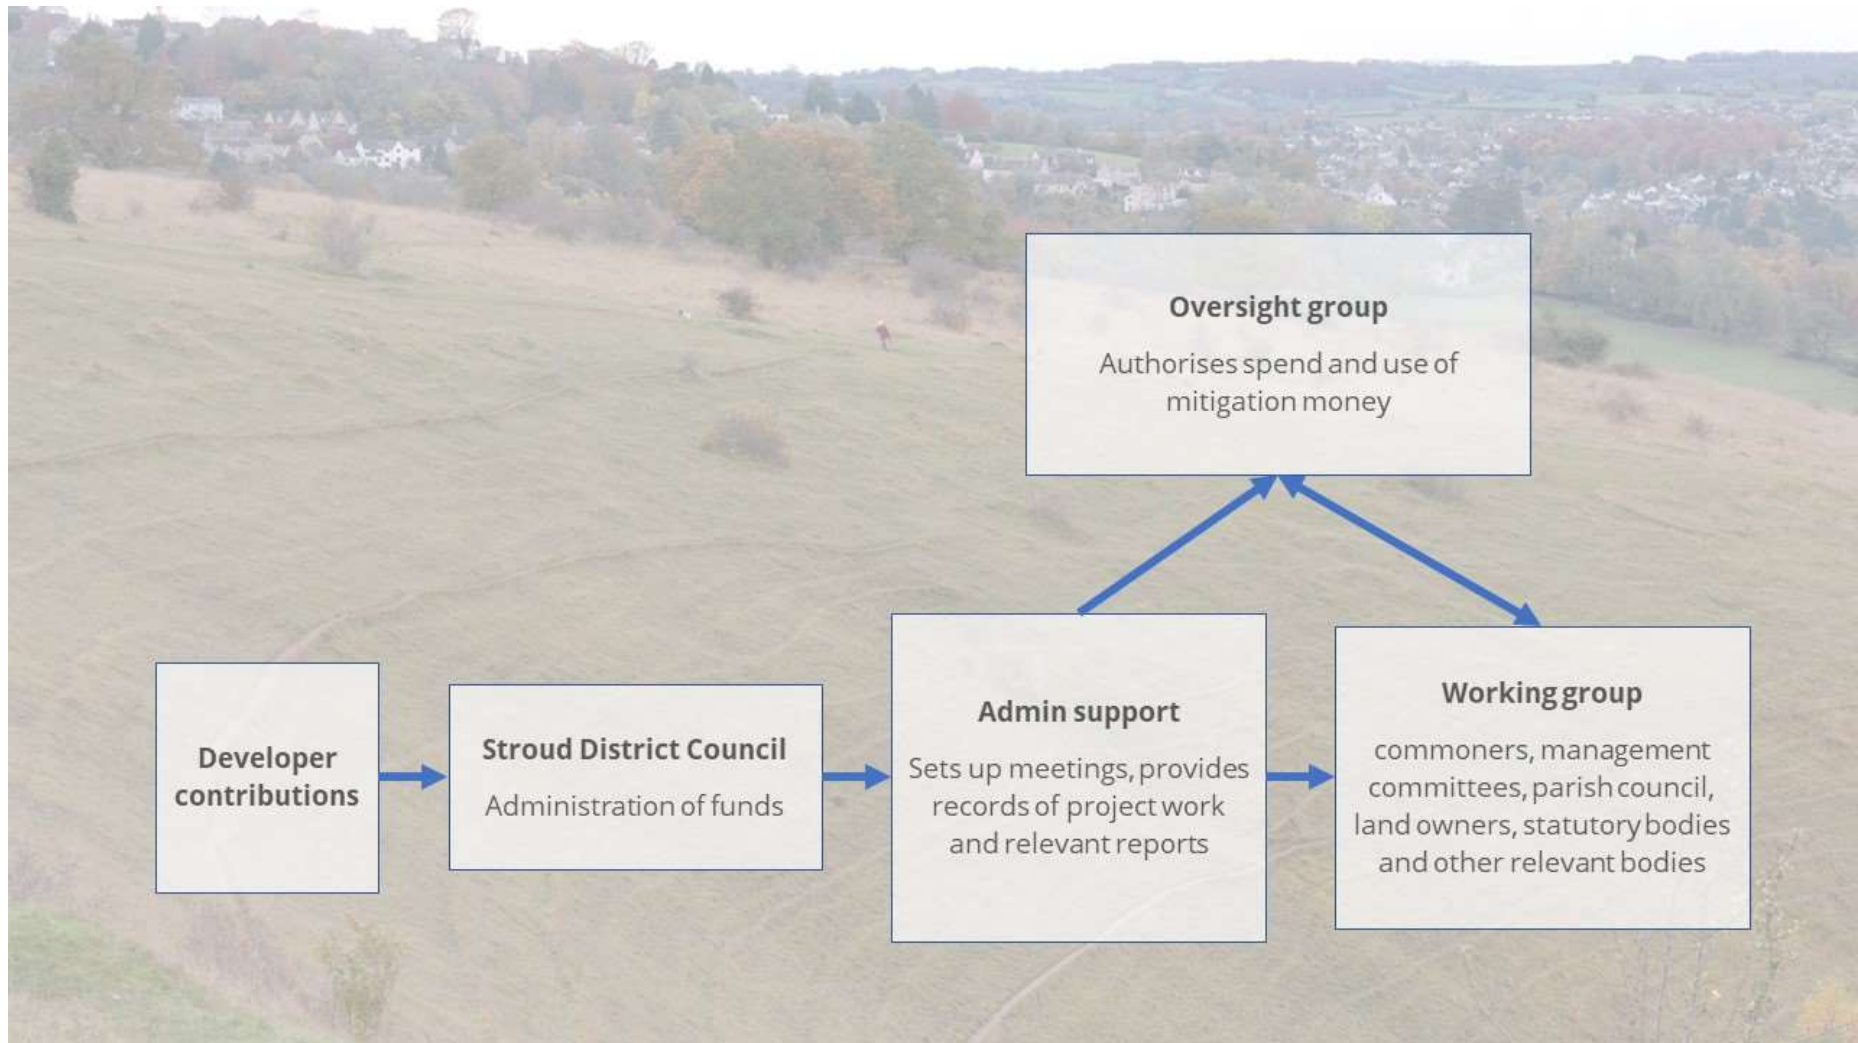 Oversight group
Authorises spend and use of
mitigation money
Developer
contributions
Stroud District Council
Administration of funds
Admin support
Sets up meetings, provides
records of project work
and relevant reports
Working group
commoners, management
committees, parish council,
land owners, statutory bodies
and other relevant bodies